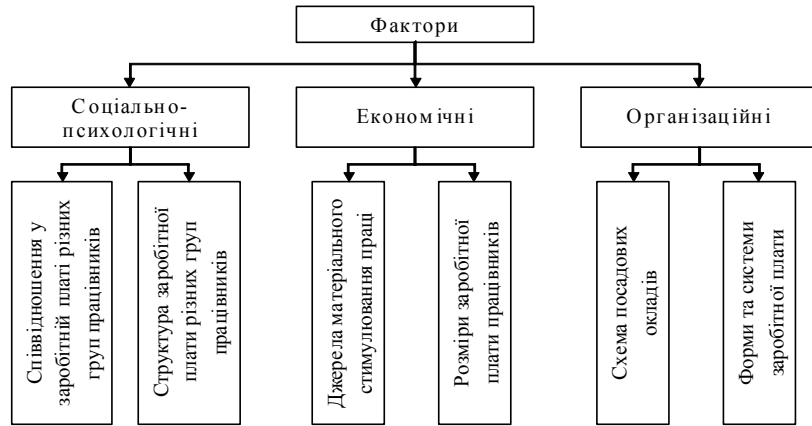 Фактори
Соціально-
психологічні
Економічні
Організаційні
Співвідношення у
заробітній платі різних
груп працівників
Структура заробітної
плати різних груп
працівників
Джерела матеріального
стимулювання праці
Розміри заробітної
плати працівників
Схема посадових
окладів
Форми та системи
заробітної плати